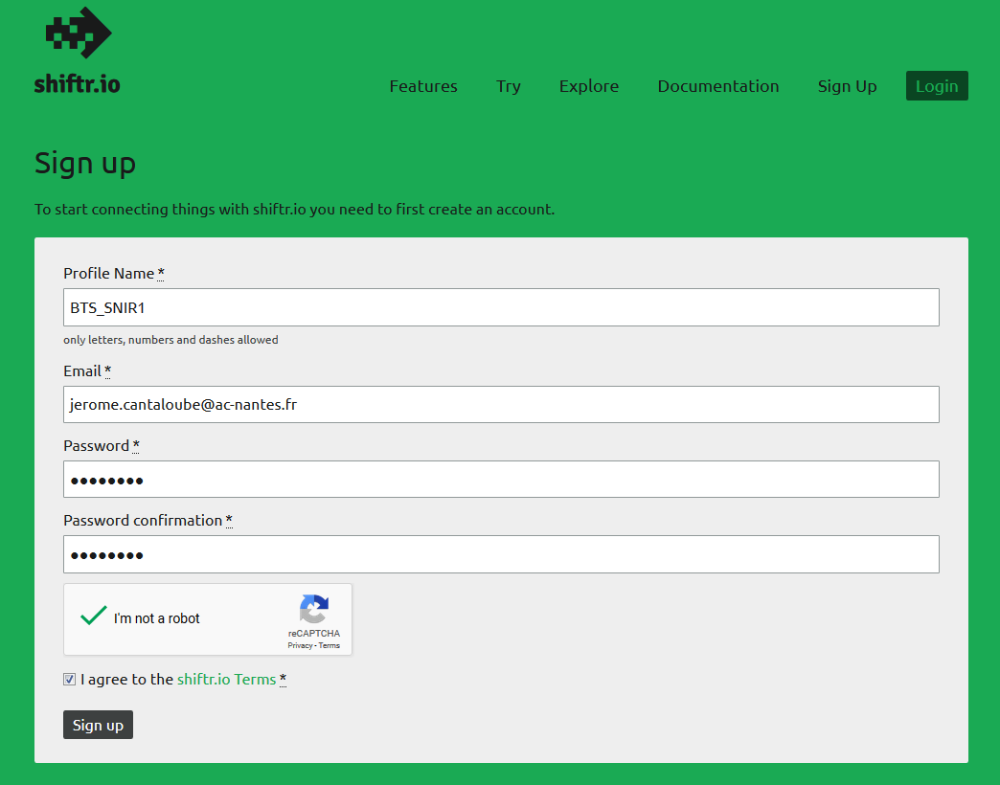 shiftr.io
Features Try Explore Documentation Sign Up Login
Sign up
To start connecting things with shiftr.io you need to first create an account.
Profile Name *
BTS_SNIR1
only letters, numbers and dashes allowed
Email *
jerome.cantaloube@ac-nantes.fr
Password *
●●●●●●●●
Password confirmation *
●●●●●●●●
I'm not a robot
reCAPTCHA
Privacy - Terms
I agree to the shiftr.io Terms *
Sign up